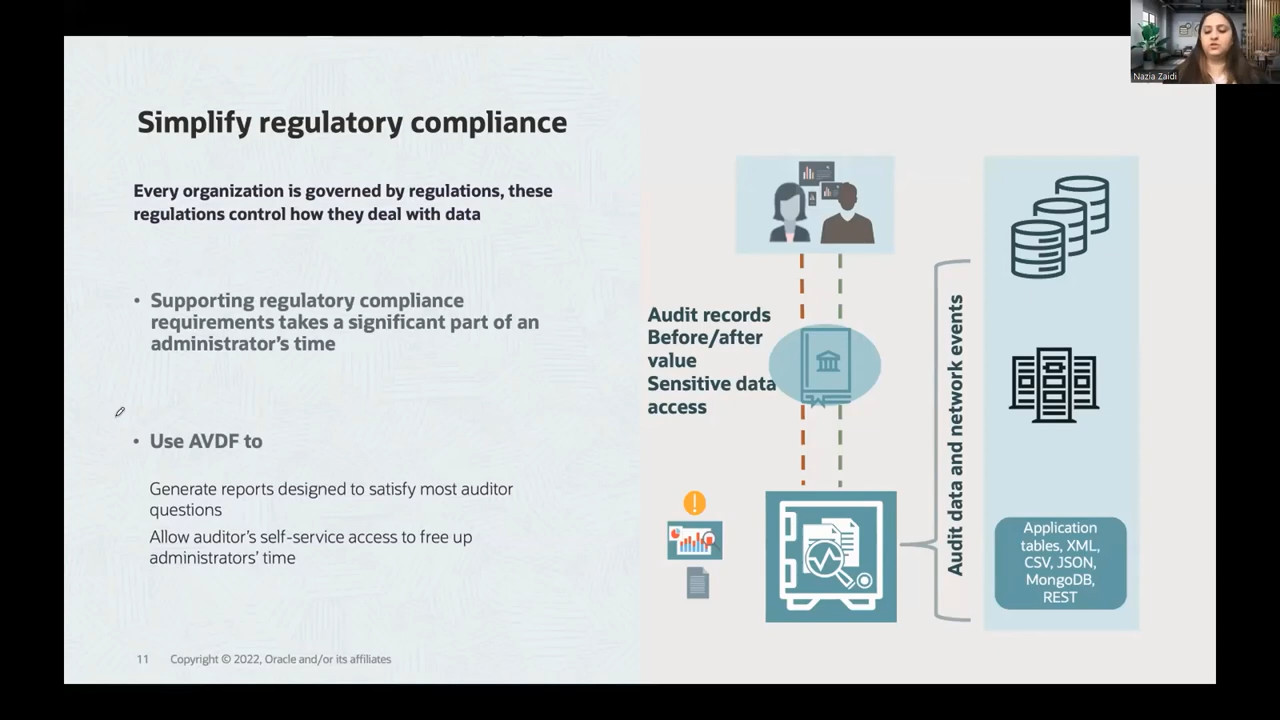 Nazia Zaidi
Simplify regulatory compliance
Every organization is governed by regulations, these
regulations control how they deal with data
• Supporting regulatory compliance
requirements takes a significant part of an
administrator's time
• Use AVDF to
Generate reports designed to satisfy most auditor
questions
Allow auditor's self-service access to free up
administrators' time
Audit records
Before/after
value
Sensitive data
access
Audit data and network events
Application
tables, XML,
CSV, JSON,
MongoDB,
REST
11 Copyright © 2022, Oracle and/or its affiliates